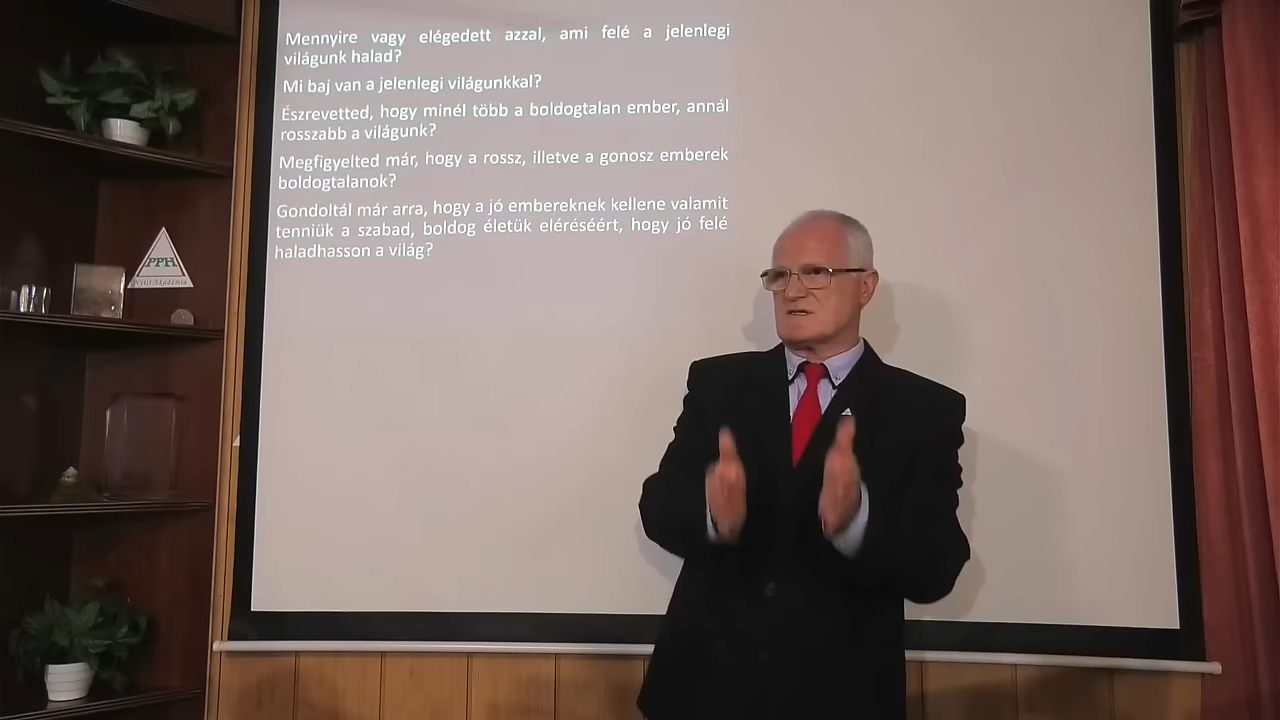 Mennyire vagy elégedett azzal, ami felé a jelenlegi
világunk halad?
Mi baj van a jelenlegi világunkkal?
Észrevetted, hogy minél több a boldogtalan ember, annál
rosszabb a világunk?
Megfigyelted már, hogy a rossz, illetve a gonosz emberek
boldogtalanok?
Gondoltál már arra, hogy a jó embereknek kellene valamit
tenniük a szabad, boldog életük eléréséért, hogy jó felé
haladhasson a világ?
PPH
Nyílt Akadémia